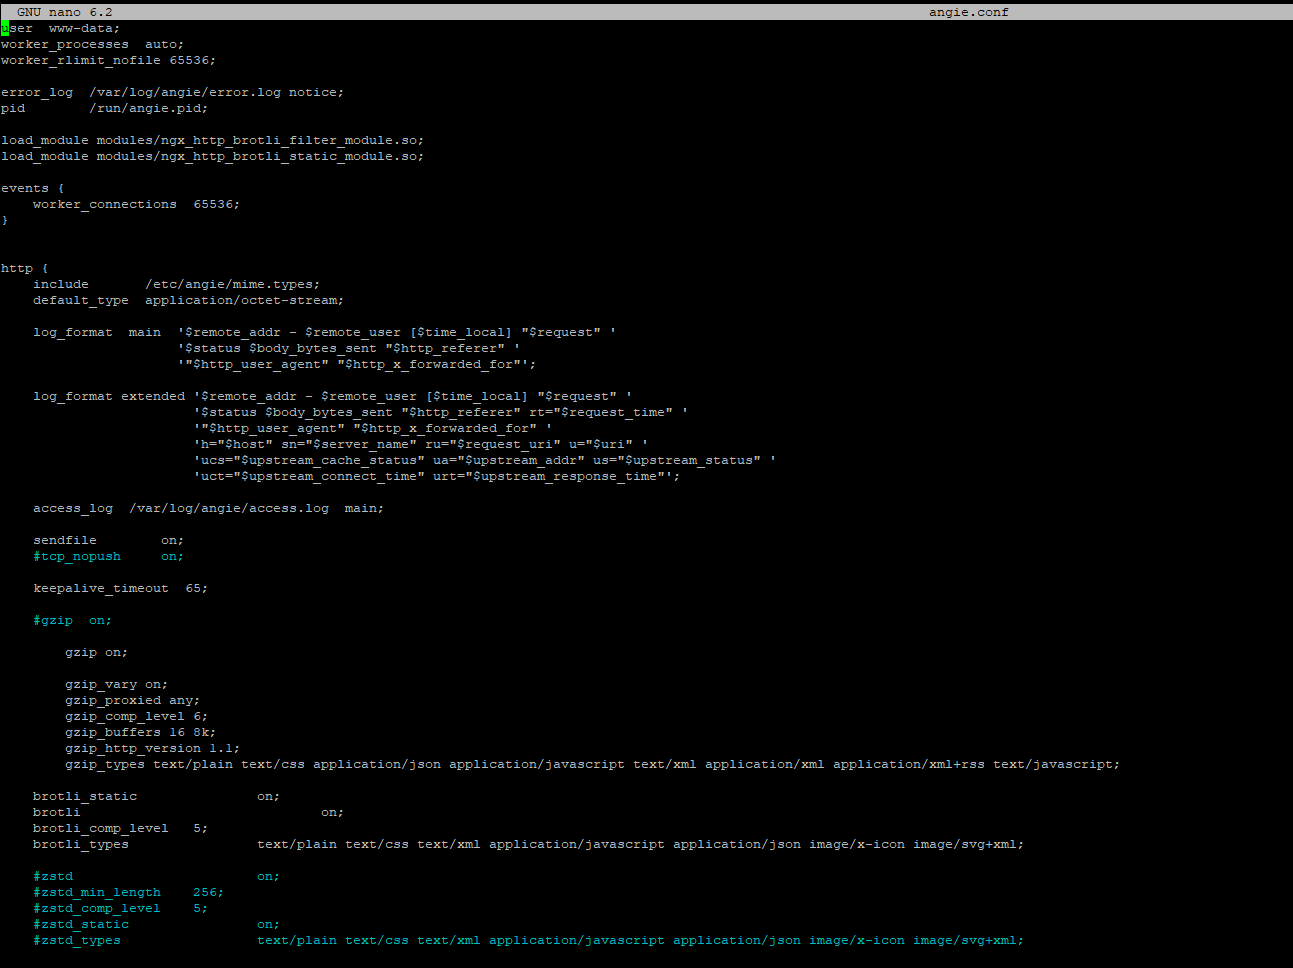 GNU nano 6.2 angie.conf
user  www-data;
worker_processes  auto;
worker_rlimit_nofile 65536;
error_log  /var/log/angie/error.log notice;
pid        /run/angie.pid;
load_module modules/ngx_http_brotli_filter_module.so;
load_module modules/ngx_http_brotli_static_module.so;
events {
    worker_connections  65536;
}
http {
    include       /etc/angie/mime.types;
    default_type  application/octet-stream;
    log_format  main  '$remote_addr - $remote_user [$time_local] "$request" '
                      '$status $body_bytes_sent "$http_referer" '
                      '"$http_user_agent" "$http_x_forwarded_for"';
    log_format extended '$remote_addr - $remote_user [$time_local] "$request" '
                        '$status $body_bytes_sent "$http_referer" rt="$request_time" '
                        '"$http_user_agent" "$http_x_forwarded_for" '
                        'h="$host" sn="$server_name" ru="$request_uri" u="$uri" '
                        'ucs="$upstream_cache_status" ua="$upstream_addr" us="$upstream_status" '
                        'uct="$upstream_connect_time" urt="$upstream_response_time"';
    access_log  /var/log/angie/access.log  main;
    sendfile        on;
    #tcp_nopush     on;
    keepalive_timeout  65;
    #gzip  on;
        gzip on;
        gzip_vary on;
        gzip_proxied any;
        gzip_comp_level 6;
        gzip_buffers 16 8k;
        gzip_http_version 1.1;
        gzip_types text/plain text/css application/json application/javascript text/xml application/xml application/xml+rss text/javascript;
    brotli_static               on;
    brotli                              on;
    brotli_comp_level   5;
    brotli_types                text/plain text/css text/xml application/javascript application/json image/x-icon image/svg+xml;
    #zstd                       on;
    #zstd_min_length    256;
    #zstd_comp_level    5;
    #zstd_static                on;
    #zstd_types                 text/plain text/css text/xml application/javascript application/json image/x-icon image/svg+xml;